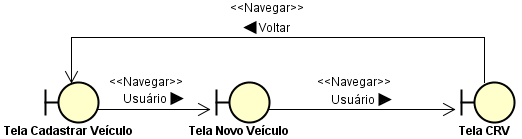 <<Navegar>>
Voltar
<<Navegar>>
Usuário
<<Navegar>>
Usuário
Tela Cadastrar Veículo
Tela Novo Veículo
Tela CRV